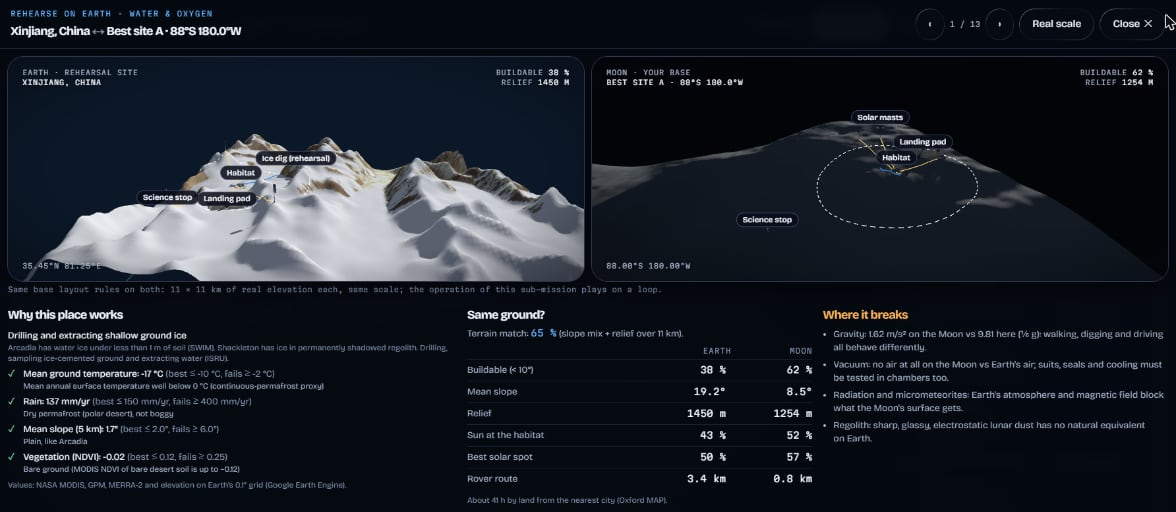 REHEARSE ON EARTH · WATER & OXYGEN
Xinjiang, China ↔ Best site A · 88°S 180.0°W
‹ 1 / 13 › Real scale Close ×
EARTH · REHEARSAL SITE
XINJIANG, CHINA
BUILDABLE 38 %
RELIEF 1450 M
Ice dig (rehearsal)
Habitat
Science stop
Landing pad
35.45°N 81.25°E
MOON · YOUR BASE
BEST SITE A · 88°S 180.0°W
BUILDABLE 62 %
RELIEF 1254 M
Solar masts
Landing pad
Habitat
Science stop
88.00°S 180.00°W
Same base layout rules on both: 11 × 11 km of real elevation each, same scale; the operation of this sub-mission plays on a loop.
Why this place works
Drilling and extracting shallow ground ice
Arcadia has water ice under less than 1 m of soil (SWIM). Shackleton has ice in permanently shadowed regolith. Drilling,
sampling ice-cemented ground and extracting water (ISRU).
✓ Mean ground temperature: -17 °C (best ≤ -10 °C, fails ≥ -2 °C)
Mean annual surface temperature well below 0 °C (continuous-permafrost proxy)
✓ Rain: 137 mm/yr (best ≤ 150 mm/yr, fails ≥ 400 mm/yr)
Dry permafrost (polar desert), not boggy
✓ Mean slope (5 km): 1.7° (best ≤ 2.0°, fails ≥ 6.0°)
Plain, like Arcadia
✓ Vegetation (NDVI): -0.02 (best ≤ 0.12, fails ≥ 0.25)
Bare ground (MODIS NDVI of bare desert soil is up to ~0.12)
Values: NASA MODIS, GPM, MERRA-2 and elevation on Earth's 0.1° grid (Google Earth Engine).
Same ground?
Terrain match: 65 % (slope mix + relief over 11 km).
EARTH MOON
Buildable (< 10°) 38 % 62 %
Mean slope 19.2° 8.5°
Relief 1450 m 1254 m
Sun at the habitat 43 % 52 %
Best solar spot 50 % 57 %
Rover route 3.4 km 0.8 km
About 41 h by land from the nearest city (Oxford MAP).
Where it breaks
• Gravity: 1.62 m/s² on the Moon vs 9.81 here (⅙ g): walking, digging and driving
all behave differently.
• Vacuum: no air at all on the Moon vs Earth's air; suits, seals and cooling must
be tested in chambers too.
• Radiation and micrometeorites: Earth's atmosphere and magnetic field block
what the Moon's surface gets.
• Regolith: sharp, glassy, electrostatic lunar dust has no natural equivalent
on Earth.